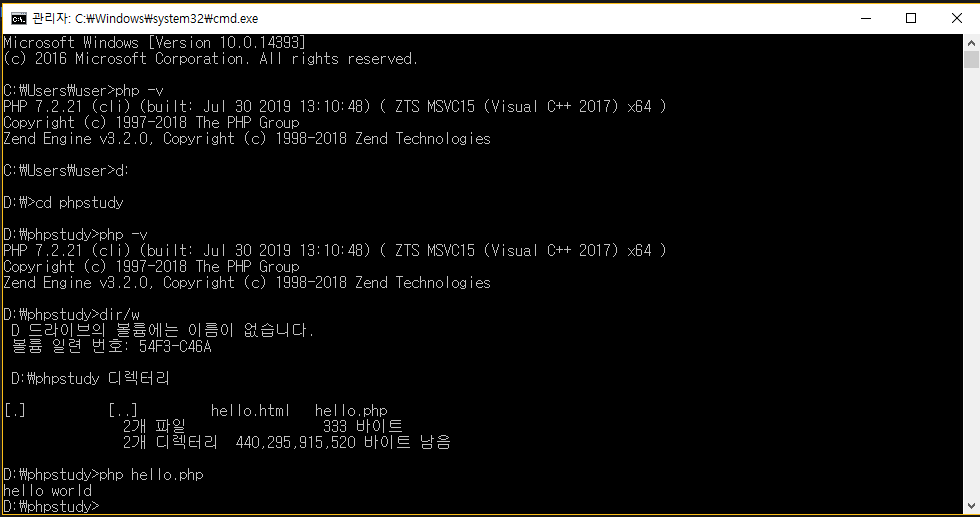 관리자: C:₩Windows₩system32₩cmd.exe
Microsoft Windows [Version 10.0.14393]
(c) 2016 Microsoft Corporation. All rights reserved.
C:₩Users₩user>php -v
PHP 7.2.21 (cli) (built: Jul 30 2019 13:10:48) ( ZTS MSVC15 (Visual C++ 2017) x64 )
Copyright (c) 1997-2018 The PHP Group
Zend Engine v3.2.0, Copyright (c) 1998-2018 Zend Technologies
C:₩Users₩user>d:
D:₩>cd phpstudy
D:₩phpstudy>php -v
PHP 7.2.21 (cli) (built: Jul 30 2019 13:10:48) ( ZTS MSVC15 (Visual C++ 2017) x64 )
Copyright (c) 1997-2018 The PHP Group
Zend Engine v3.2.0, Copyright (c) 1998-2018 Zend Technologies
D:₩phpstudy>dir/w
D 드라이브의 볼륨에는 이름이 없습니다.
볼륨 일련 번호: 54F3-C46A
D:₩phpstudy 디렉터리
[.] [..] hello.html hello.php
2개 파일 333 바이트
2개 디렉터리 440,295,915,520 바이트 남음
D:₩phpstudy>php hello.php
hello world
D:₩phpstudy>